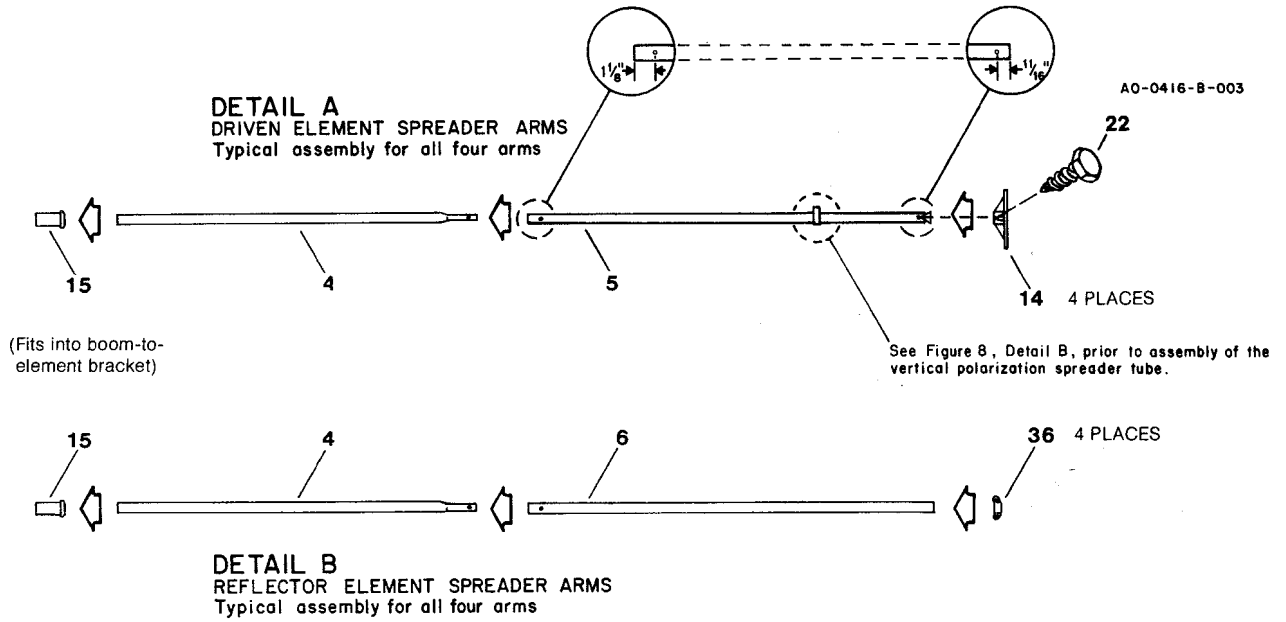 1 1/8"
11/16"
AO-0416-B-003
DETAIL A
DRIVEN ELEMENT SPREADER ARMS
Typical assembly for all four arms
22
15
4
5
14 4 PLACES
(Fits into boom-to-
element bracket)
See Figure 8, Detail B, prior to assembly of the
vertical polarization spreader tube.
15
4
6
36 4 PLACES
DETAIL B
REFLECTOR ELEMENT SPREADER ARMS
Typical assembly for all four arms